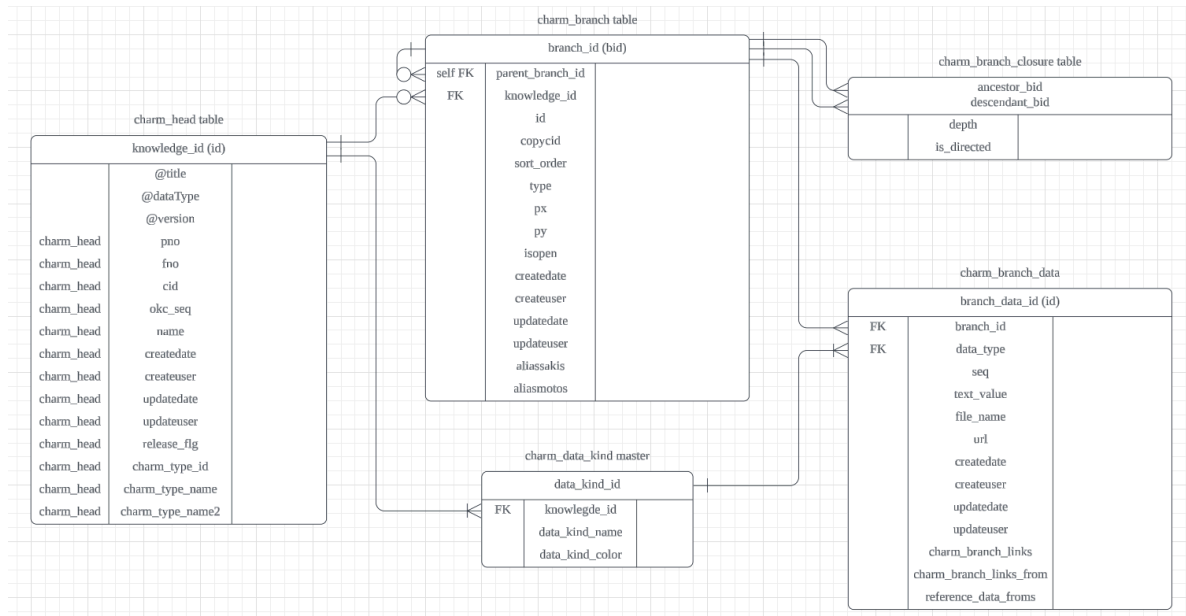 charm_branch table
branch_id (bid)
self FK parent_branch_id
FK knowledge_id
id
copycid
sort_order
type
px
py
isopen
createdate
createuser
updatedate
updateuser
aliassakis
aliasmotos
charm_branch_closure table
ancestor_bid
descendant_bid
depth
is_directed
charm_head table
knowledge_id (id)
@title
@dataType
@version
charm_head pno
charm_head fno
charm_head cid
charm_head okc_seq
charm_head name
charm_head createdate
charm_head createuser
charm_head updatedate
charm_head updateuser
charm_head release_flg
charm_head charm_type_id
charm_head charm_type_name
charm_head charm_type_name2
charm_branch_data
branch_data_id (id)
FK branch_id
FK data_type
seq
text_value
file_name
url
createdate
createuser
updatedate
updateuser
charm_branch_links
charm_branch_links_from
reference_data_froms
charm_data_kind master
data_kind_id
FK knowlegde_id
data_kind_name
data_kind_color